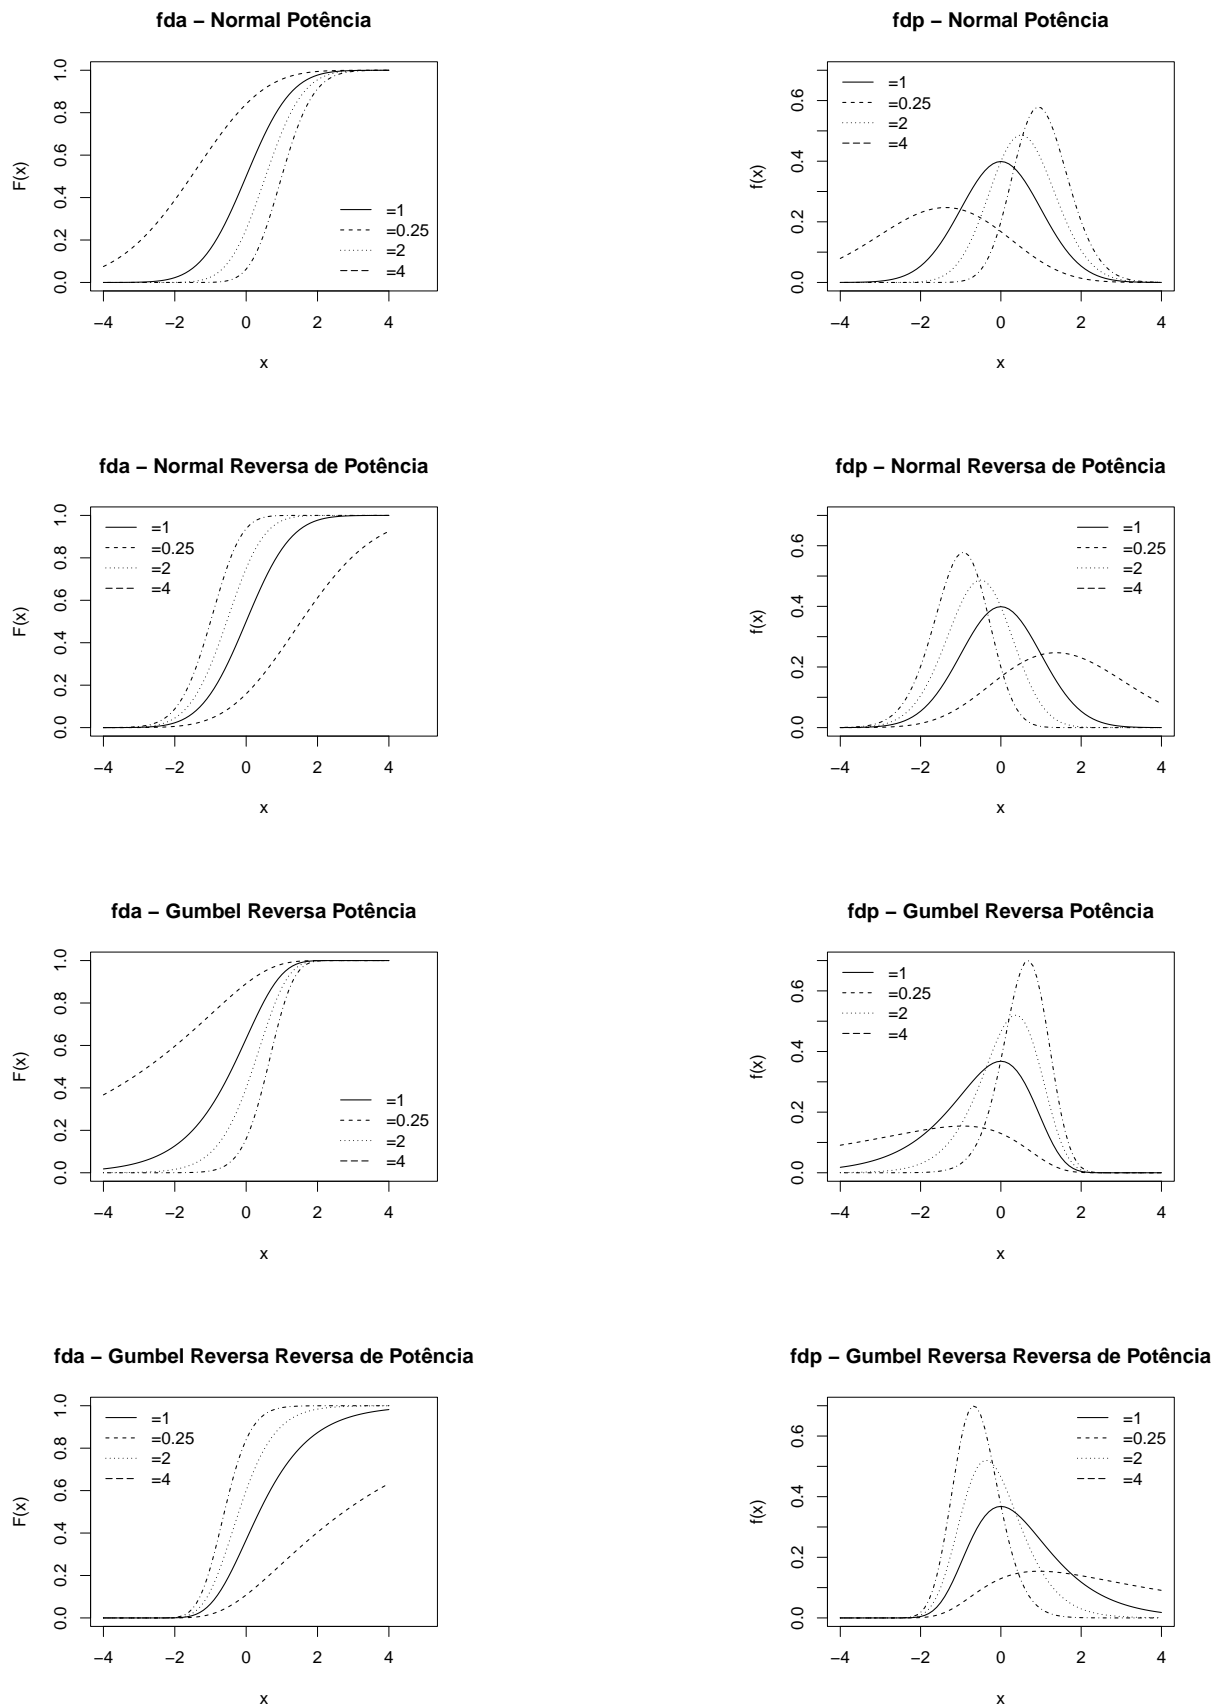 fda – Normal Potência
F(x)
1.0
0.8
0.6
0.4
0.2
0.0
=1
=0.25
=2
=4
−4 −2 0 2 4
x
fdp – Normal Potência
f(x)
0.6
0.4
0.2
0.0
=1
=0.25
=2
=4
−4 −2 0 2 4
x
fda – Normal Reversa de Potência
F(x)
1.0
0.8
0.6
0.4
0.2
0.0
=1
=0.25
=2
=4
−4 −2 0 2 4
x
fdp – Normal Reversa de Potência
f(x)
0.6
0.4
0.2
0.0
=1
=0.25
=2
=4
−4 −2 0 2 4
x
fda – Gumbel Reversa Potência
F(x)
1.0
0.8
0.6
0.4
0.2
0.0
=1
=0.25
=2
=4
−4 −2 0 2 4
x
fdp – Gumbel Reversa Potência
f(x)
0.6
0.4
0.2
0.0
=1
=0.25
=2
=4
−4 −2 0 2 4
x
fda – Gumbel Reversa Reversa de Potência
F(x)
1.0
0.8
0.6
0.4
0.2
0.0
=1
=0.25
=2
=4
−4 −2 0 2 4
x
fdp – Gumbel Reversa Reversa de Potência
f(x)
0.6
0.4
0.2
0.0
=1
=0.25
=2
=4
−4 −2 0 2 4
x